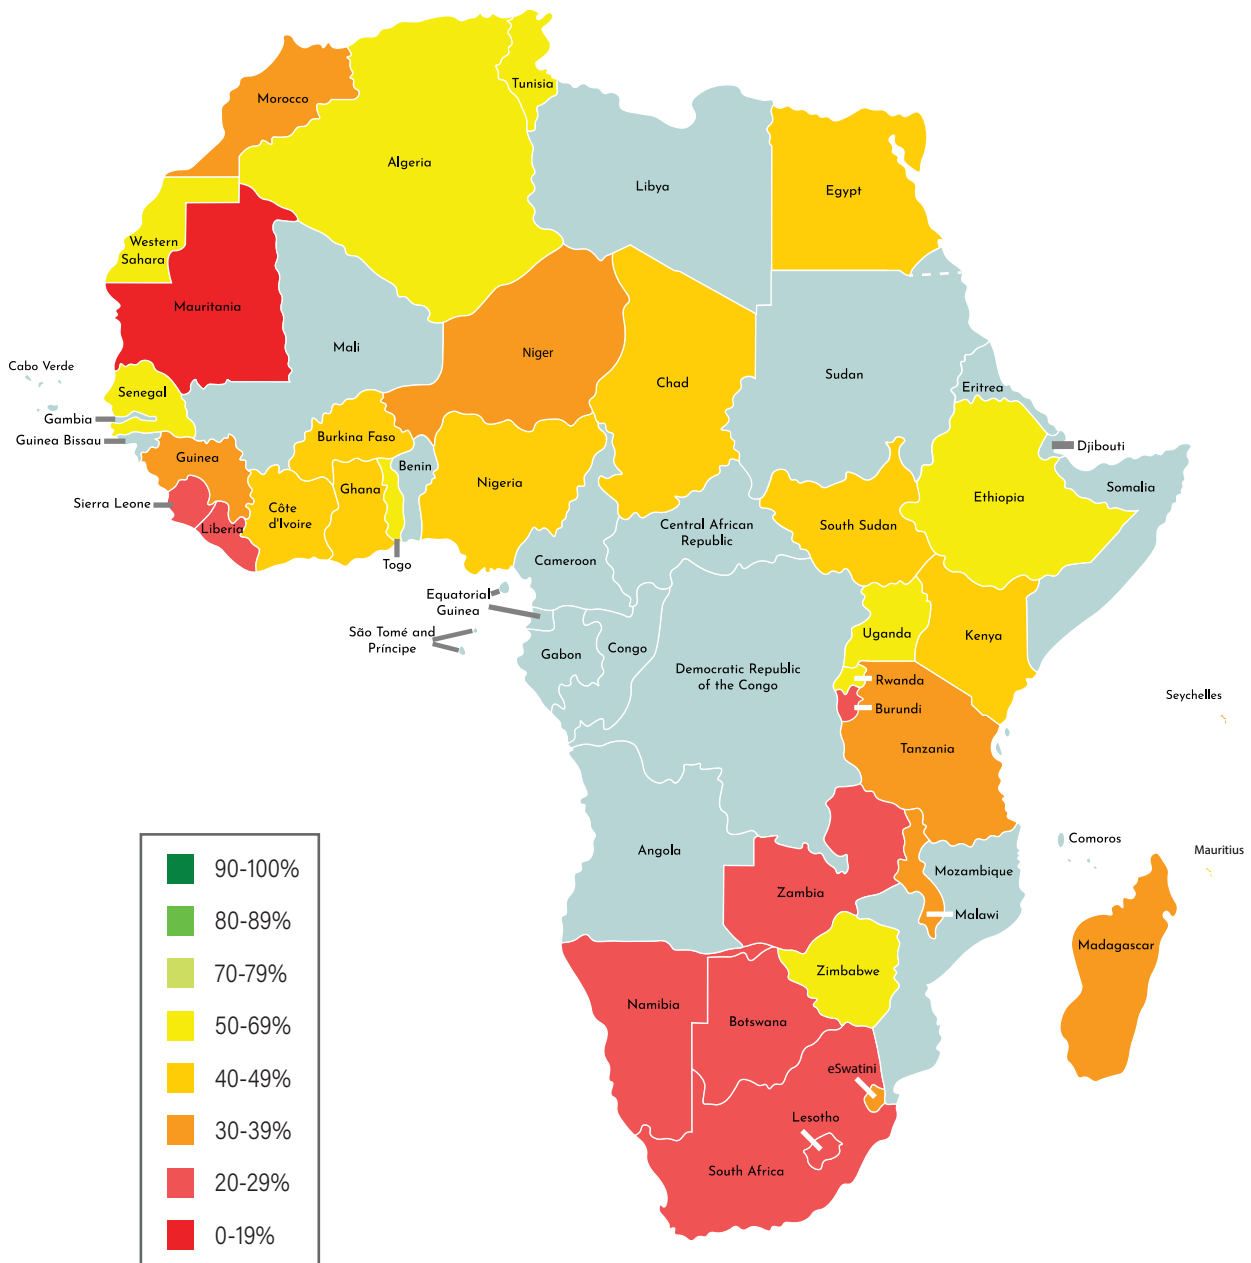 Tunisia
Morocco
Algeria
Libya
Egypt
Western
Sahara
Mauritania
Mali
Niger
Chad
Sudan
Eritrea
Cabo Verde
Senegal
Gambia
Guinea Bissau
Burkina Faso
Benin
Djibouti
Guinea
Somalia
Sierra Leone
Ghana
Nigeria
Ethiopia
Côte
d'Ivoire
Liberia
Central African
Republic
South Sudan
Togo
Cameroon
Equatorial
Guinea
São Tomé and
Príncipe
Gabon
Congo
Uganda
Kenya
Democratic Republic
of the Congo
Rwanda
Burundi
Seychelles
Tanzania
Angola
Comoros
Mauritius
Mozambique
Zambia
Malawi
Madagascar
Zimbabwe
Namibia
Botswana
eSwatini
Lesotho
South Africa
90-100%
80-89%
70-79%
50-69%
40-49%
30-39%
20-29%
0-19%